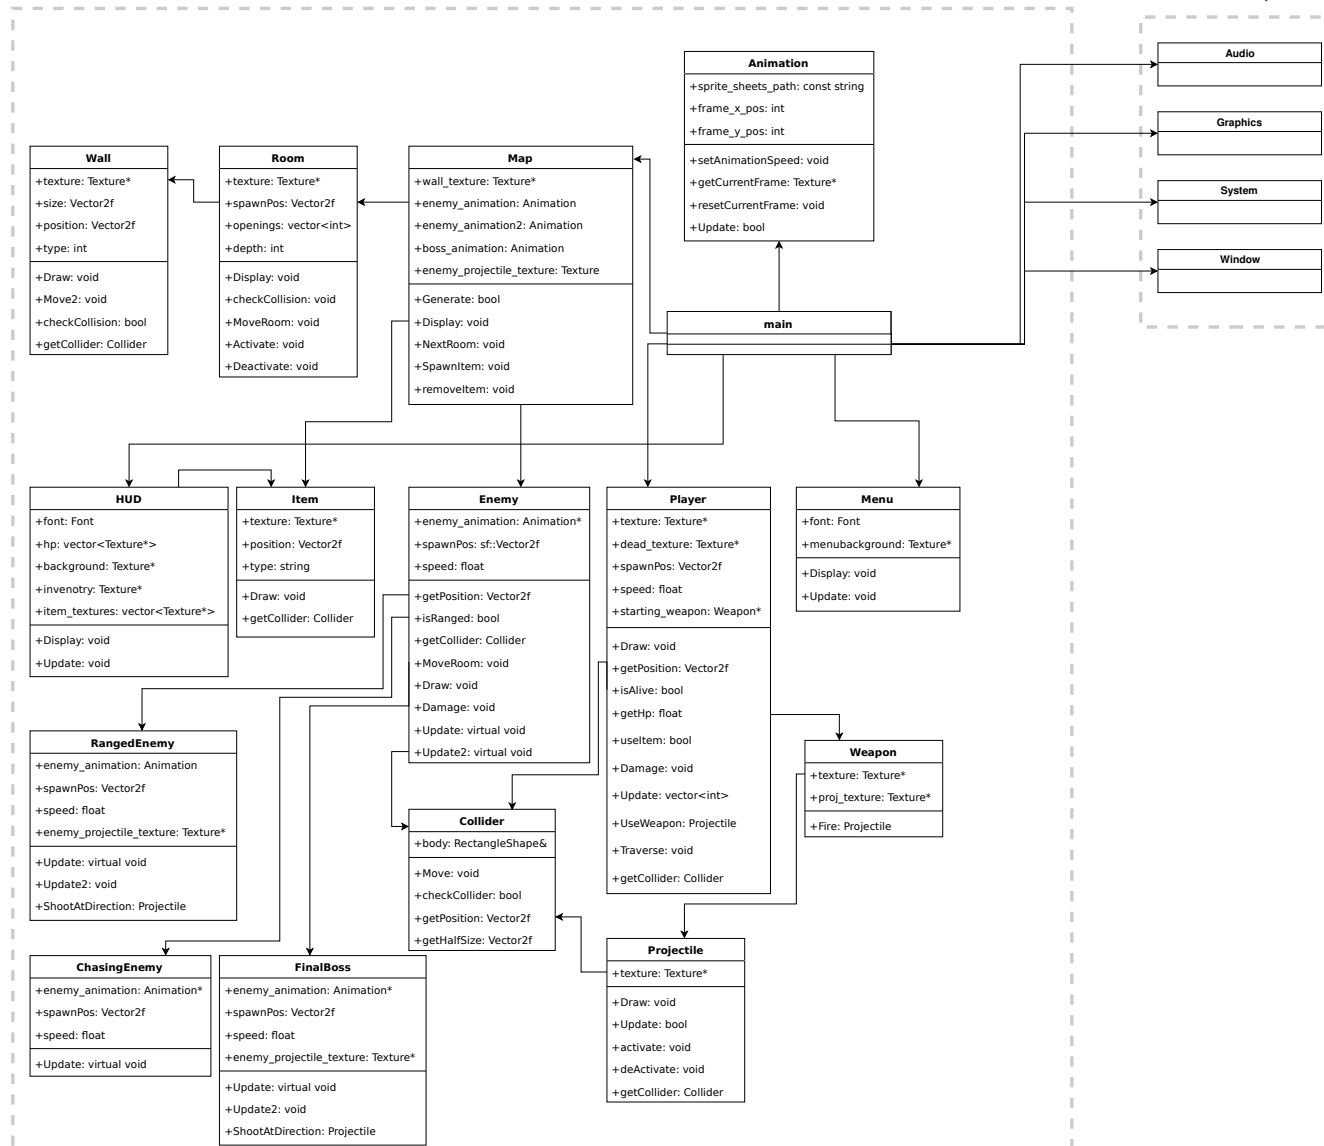 Animation
+sprite_sheets_path: const string
+frame_x_pos: int
+frame_y_pos: int
+setAnimationSpeed: void
+getCurrentFrame: Texture*
+resetCurrentFrame: void
+Update: bool
Audio
Graphics
System
Window
Wall
+texture: Texture*
+size: Vector2f
+position: Vector2f
+type: int
+Draw: void
+Move2: void
+checkCollision: bool
+getCollider: Collider
Room
+texture: Texture*
+spawnPos: Vector2f
+openings: vector<int>
+depth: int
+Display: void
+checkCollision: void
+MoveRoom: void
+Activate: void
+Deactivate: void
Map
+wall_texture: Texture*
+enemy_animation: Animation
+enemy_animation2: Animation
+boss_animation: Animation
+enemy_projectile_texture: Texture
+Generate: bool
+Display: void
+NextRoom: void
+SpawnItem: void
+removeItem: void
main
HUD
+font: Font
+hp: vector<Texture*>
+background: Texture*
+invenotry: Texture*
+item_textures: vector<Texture*>
+Display: void
+Update: void
Item
+texture: Texture*
+position: Vector2f
+type: string
+Draw: void
+getCollider: Collider
Enemy
+enemy_animation: Animation*
+spawnPos: sf::Vector2f
+speed: float
+getPosition: Vector2f
+isRanged: bool
+getCollider: Collider
+MoveRoom: void
+Draw: void
+Damage: void
+Update: virtual void
+Update2: virtual void
Player
+texture: Texture*
+dead_texture: Texture*
+spawnPos: Vector2f
+speed: float
+starting_weapon: Weapon*
+Draw: void
+getPosition: Vector2f
+isAlive: bool
+getHp: float
+useItem: bool
+Damage: void
+Update: vector<int>
+UseWeapon: Projectile
+Traverse: void
+getCollider: Collider
Menu
+font: Font
+menubackground: Texture*
+Display: void
+Update: void
RangedEnemy
+enemy_animation: Animation
+spawnPos: Vector2f
+speed: float
+enemy_projectile_texture: Texture*
+Update: virtual void
+Update2: void
+ShootAtDirection: Projectile
Weapon
+texture: Texture*
+proj_texture: Texture*
+Fire: Projectile
Collider
+body: RectangleShape&
+Move: void
+checkCollider: bool
+getPosition: Vector2f
+getHalfSize: Vector2f
Projectile
+texture: Texture*
+Draw: void
+Update: bool
+activate: void
+deActivate: void
+getCollider: Collider
ChasingEnemy
+enemy_animation: Animation*
+spawnPos: Vector2f
+speed: float
+Update: virtual void
FinalBoss
+enemy_animation: Animation*
+spawnPos: Vector2f
+speed: float
+enemy_projectile_texture: Texture*
+Update: virtual void
+Update2: void
+ShootAtDirection: Projectile